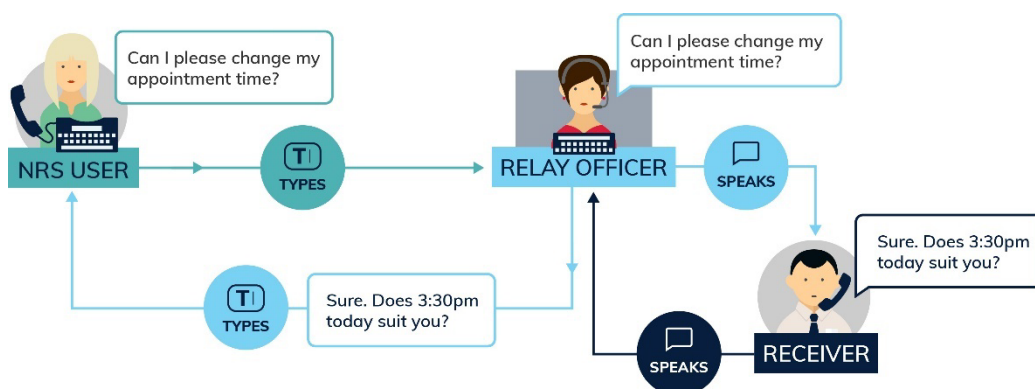 Can I please change my
appointment time?
Can I please change my
appointment time?
NRS USER
T
TYPES
RELAY OFFICER
SPEAKS
Sure. Does 3:30pm
today suit you?
T
TYPES
Sure. Does 3:30pm
today suit you?
SPEAKS
RECEIVER